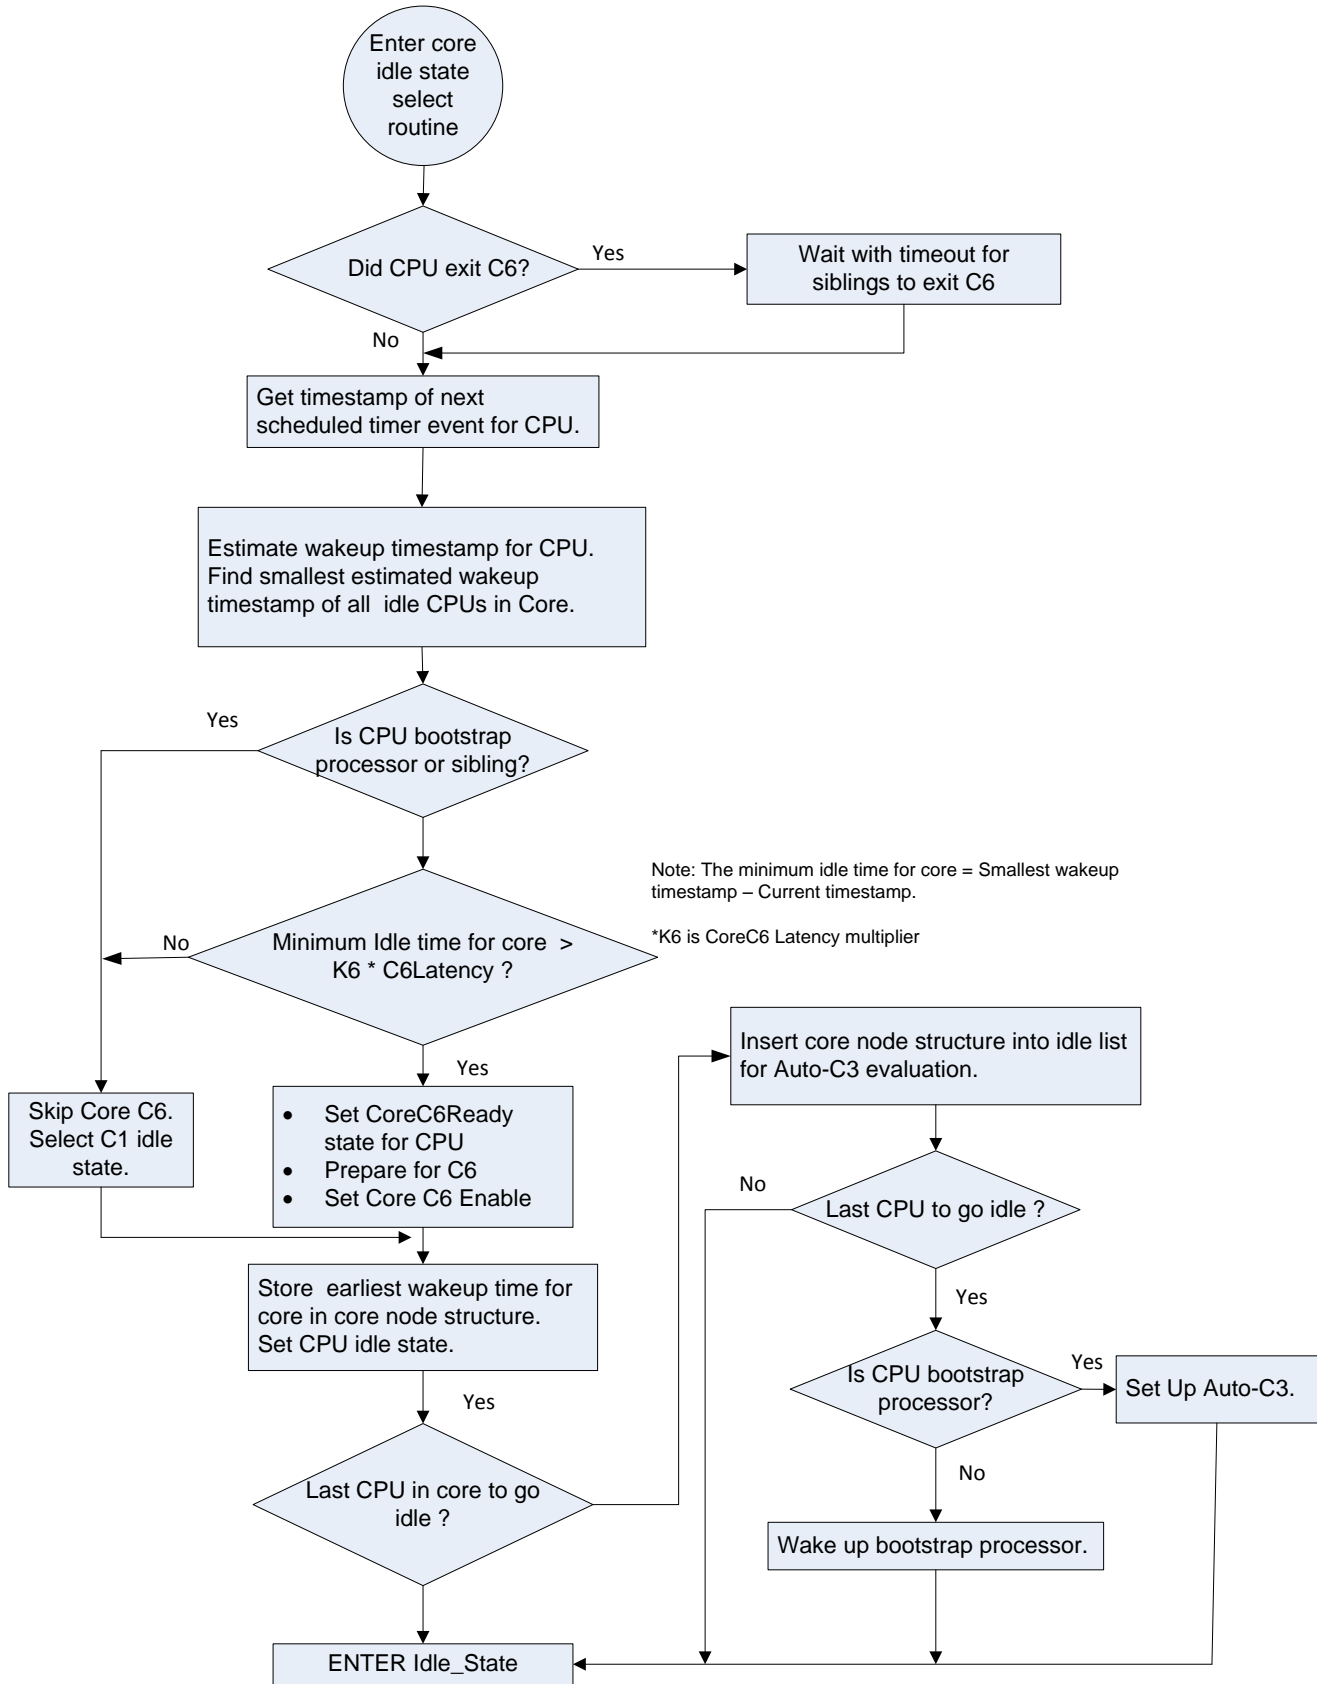 Enter core
idle state
select
routine
Did CPU exit C6?
Yes
Wait with timeout for
siblings to exit C6
No
Get timestamp of next
scheduled timer event for CPU.
Estimate wakeup timestamp for CPU.
Find smallest estimated wakeup
timestamp of all idle CPUs in Core.
Yes
Is CPU bootstrap
processor or sibling?
Note: The minimum idle time for core = Smallest wakeup
timestamp – Current timestamp.
*K6 is CoreC6 Latency multiplier
No
Minimum Idle time for core >
K6 * C6Latency ?
Yes
Skip Core C6.
Select C1 idle
state.
• Set CoreC6Ready
state for CPU
• Prepare for C6
• Set Core C6 Enable
Store earliest wakeup time for
core in core node structure.
Set CPU idle state.
Yes
Last CPU in core to go
idle ?
Insert core node structure into idle list
for Auto-C3 evaluation.
No
Last CPU to go idle ?
Yes
Is CPU bootstrap
processor?
Yes
Set Up Auto-C3.
No
Wake up bootstrap processor.
ENTER Idle_State